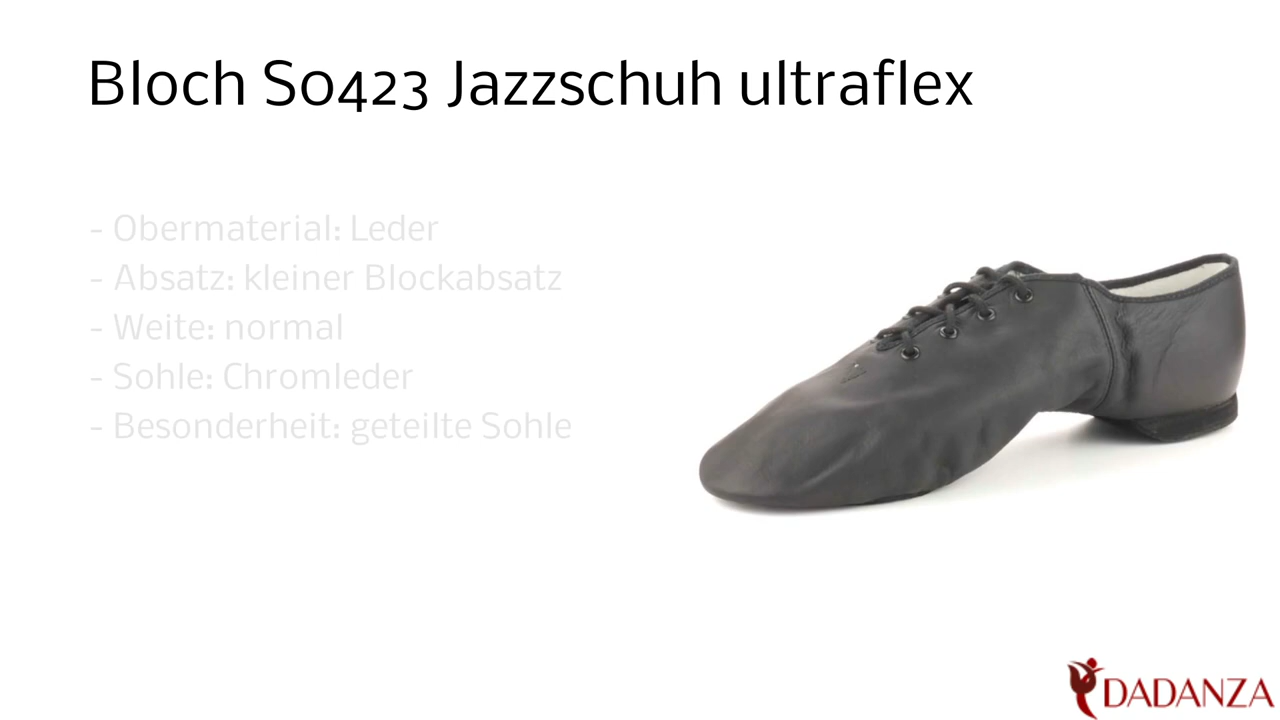 Bloch S0423 Jazzschuh ultraflex
- Obermaterial: Leder
- Absatz: kleiner Blockabsatz
- Weite: normal
- Sohle: Chromleder
- Besonderheit: geteilte Sohle
DADANZA